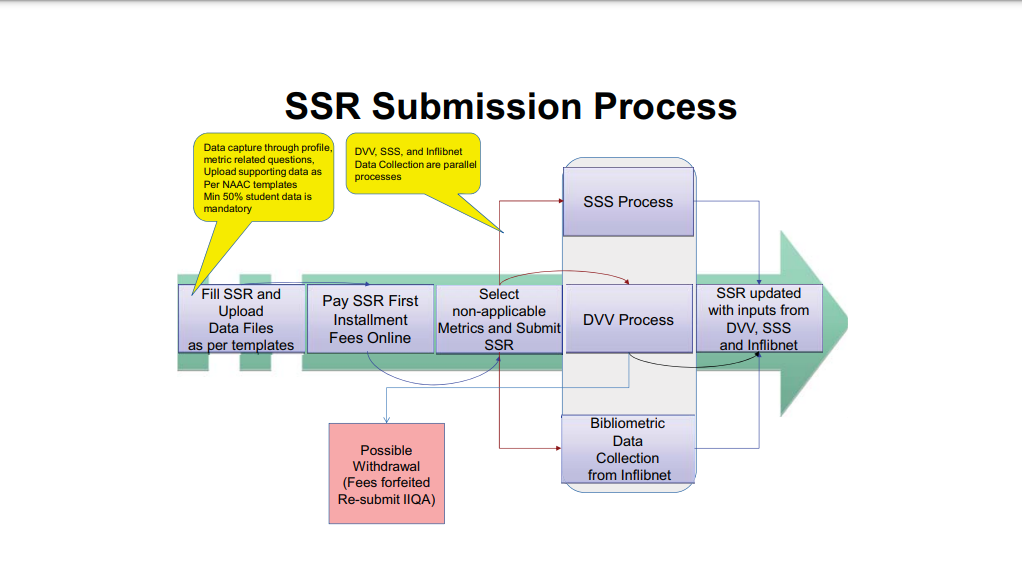 SSR Submission Process
Data capture through profile,
metric related questions,
Upload supporting data as
Per NAAC templates
Min 50% student data is
mandatory
DVV, SSS, and Inflibnet
Data Collection are parallel
processes
SSS Process
Fill SSR and
Upload
Data Files
as per templates
Pay SSR First
Installment
Fees Online
Select
non-applicable
Metrics and Submit
SSR
DVV Process
SSR updated
with inputs from
DVV, SSS
and Inflibnet
Possible
Withdrawal
(Fees forfeited
Re-submit IIQA)
Bibliometric
Data
Collection
from Inflibnet